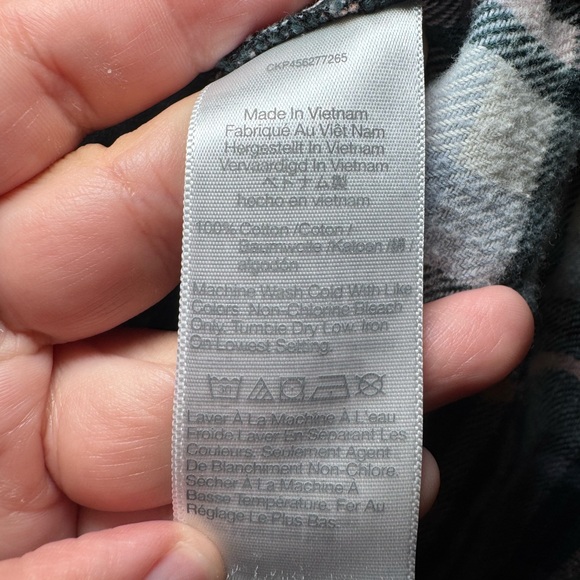 CKP456277265
Made In Vietnam
Fabriqué Au Viêt Nam
Hergestellt In Vietnam
Vervaardigd In Vietnam
ベトナム製
hecho en vietnam
100% Cotton /Coton /
Baumwolle /Katoen /綿 /
algodón
Machine Wash Cold With Like
Colors. Non-Chlorine Bleach
Only. Tumble Dry Low. Iron
On Lowest Setting.
Laver À La Machine À L'eau
Froide Laver En Séparant Les
Couleurs. Seulement Agent
De Blanchiment Non-Chlore.
Sécher À La Machine À
Basse Température. Fer Au
Réglage Le Plus Bas.